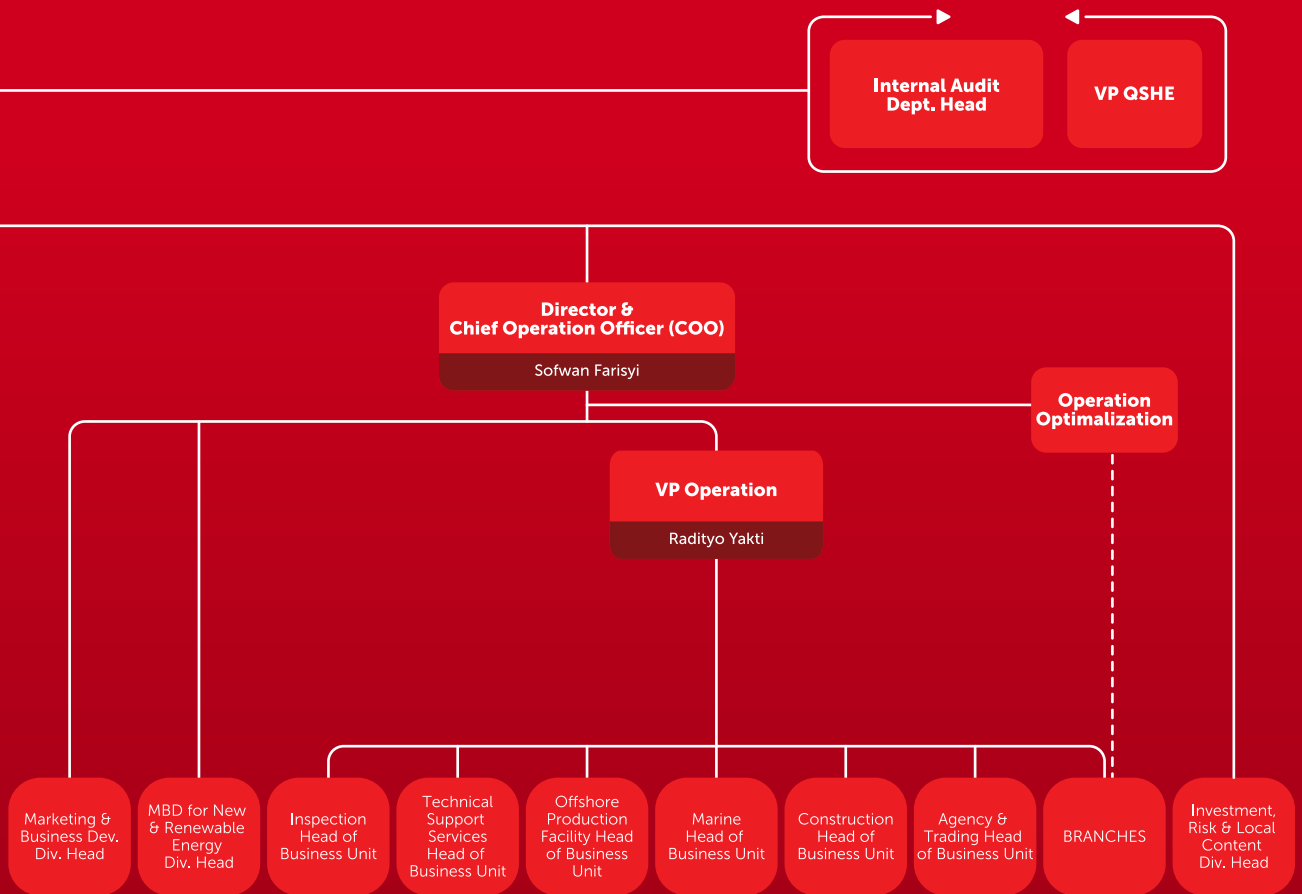 Internal Audit
Dept. Head
VP QSHE
Director &
Chief Operation Officer (COO)
Sofwan Farisyi
Operation
Optimalization
VP Operation
Radityo Yakti
Marketing &
Business Dev.
Div. Head
MBD for New
& Renewable
Energy
Div. Head
Inspection
Head of
Business Unit
Technical
Support
Services
Head of
Business Unit
Offshore
Production
Facility Head
of Business
Unit
Marine
Head of
Business Unit
Construction
Head of
Business Unit
Agency &
Trading Head
of Business Unit
BRANCHES
Investment,
Risk & Local
Content
Div. Head